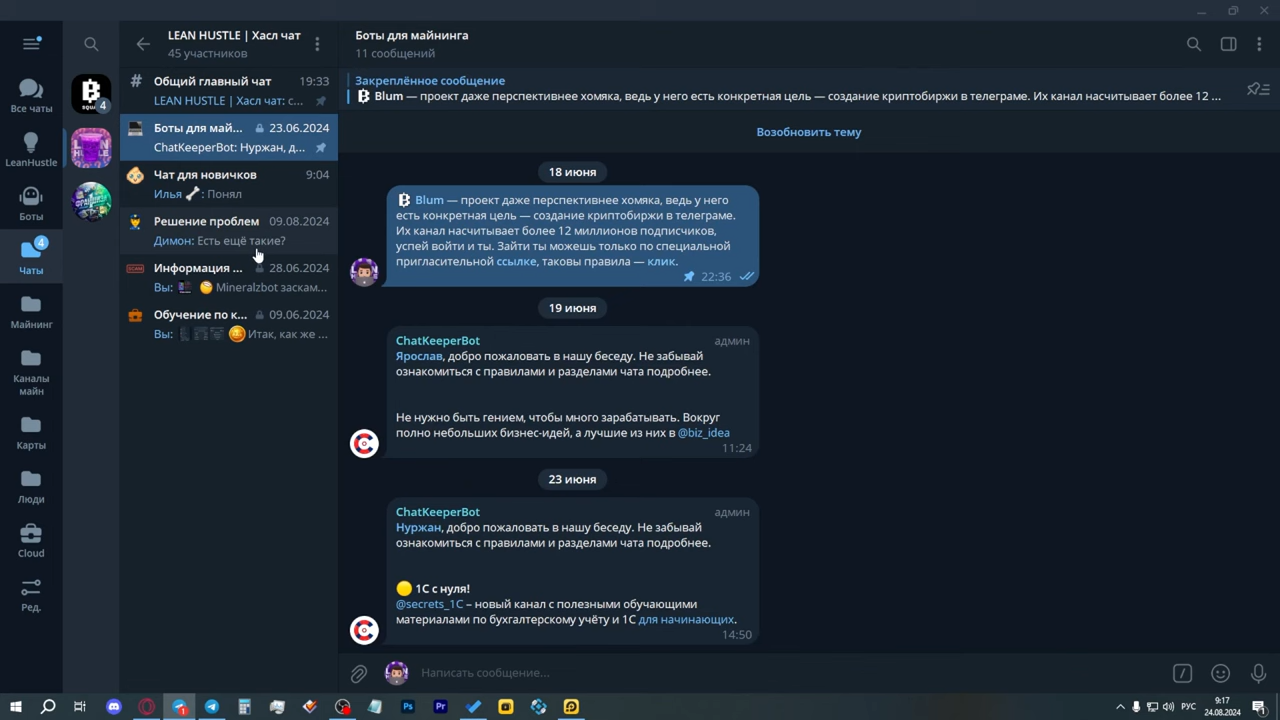 LEAN HUSTLE | Хасл чат
45 участников
Боты для майнинга
11 сообщений
Все чаты
LeanHustle
Боты
4
Чаты
Майнинг
Каналы
майн
Карты
Люди
Cloud
Ред.
4
Общий главный чат 19:33
LEAN HUSTLE | Хасл чат: с...
Боты для май... 23.06.2024
ChatKeeperBot: Нуржан, д...
Чат для новичков 9:04
Илья 🦴: Понял
Решение проблем 09.08.2024
Димон: Есть ещё такие?
Информация ... 28.06.2024
Вы: Mineralzbot заскам...
Обучение по к... 09.06.2024
Вы: Итак, как же ...
Закреплённое сообщение
Blum — проект даже перспективнее хомяка, ведь у него есть конкретная цель — создание криптобиржи в телеграме. Их канал насчитывает более 12 ...
Возобновить тему
18 июня
Blum — проект даже перспективнее хомяка, ведь у него
есть конкретная цель — создание криптобиржи в телеграме.
Их канал насчитывает более 12 миллионов подписчиков,
успей войти и ты. Зайти ты можешь только по специальной
пригласительной ссылке, таковы правила — клик.
22:36
19 июня
ChatKeeperBot админ
Ярослав, добро пожаловать в нашу беседу. Не забывай
ознакомиться с правилами и разделами чата подробнее.
Не нужно быть гением, чтобы много зарабатывать. Вокруг
полно небольших бизнес-идей, а лучшие из них в @biz_idea
11:24
23 июня
ChatKeeperBot админ
Нуржан, добро пожаловать в нашу беседу. Не забывай
ознакомиться с правилами и разделами чата подробнее.
1С с нуля!
@secrets_1C – новый канал с полезными обучающими
материалами по бухгалтерскому учёту и 1С для начинающих.
14:50
Написать сообщение...
РУС
9:17
24.08.2024